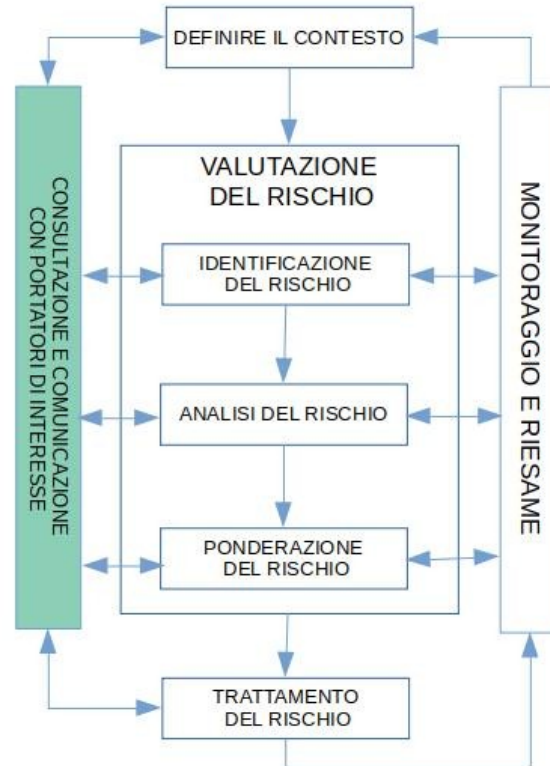 DEFINIRE IL CONTESTO
CONSULTAZIONE E COMUNICAZIONE
CON PORTATORI DI INTERESSE
VALUTAZIONE
DEL RISCHIO
IDENTIFICAZIONE
DEL RISCHIO
ANALISI DEL RISCHIO
PONDERAZIONE
DEL RISCHIO
MONITORAGGIO E RIESAME
TRATTAMENTO
DEL RISCHIO